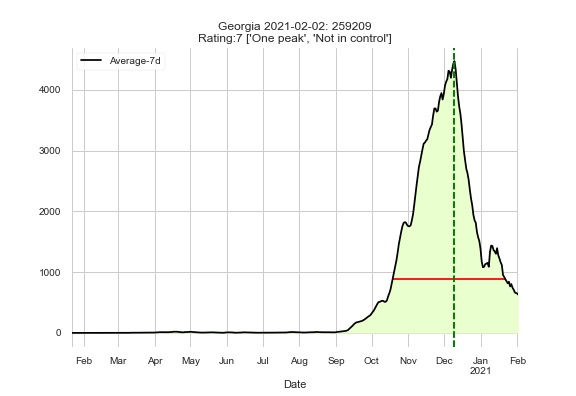 Georgia 2021-02-02: 259209
Rating:7 ['One peak', 'Not in control']
Average-7d
4000
3000
2000
1000
0
Feb Mar Apr May Jun Jul Aug Sep Oct Nov Dec Jan Feb
2021
Date